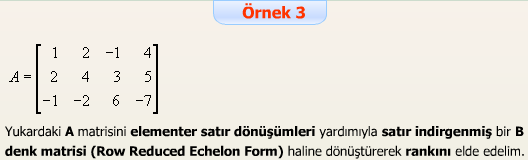 Örnek 3
1 2 -1 4
A = 2 4 3 5
-1 -2 6 -7
Yukardaki A matrisini elementer satır dönüşümleri yardımıyla satır indirgenmiş bir B
denk matrisi (Row Reduced Echelon Form) haline dönüştürerek rankını elde edelim.